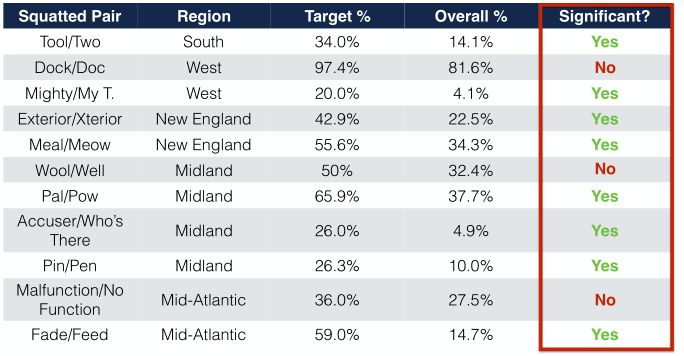 Squatted Pair Region Target % Overall % Significant?
Tool/Two South 34.0% 14.1% Yes
Dock/Doc West 97.4% 81.6% No
Mighty/My T. West 20.0% 4.1% Yes
Exterior/Xterior New England 42.9% 22.5% Yes
Meal/Meow New England 55.6% 34.3% Yes
Wool/Well Midland 50% 32.4% No
Pal/Pow Midland 65.9% 37.7% Yes
Accuser/Who's
There Midland 26.0% 4.9% Yes
Pin/Pen Midland 26.3% 10.0% Yes
Malfunction/No
Function Mid-Atlantic 36.0% 27.5% No
Fade/Feed Mid-Atlantic 59.0% 14.7% Yes